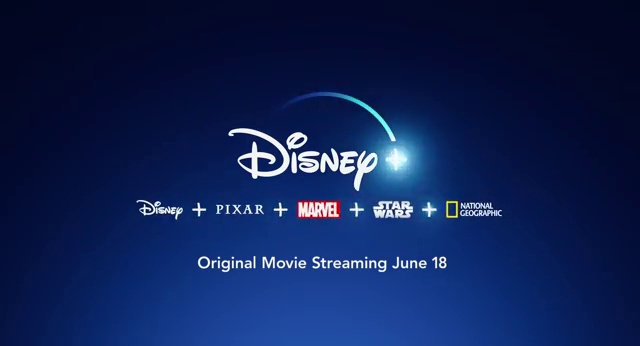 Disney+
Disney + PIXAR + MARVEL + STAR WARS + NATIONAL GEOGRAPHIC
Original Movie Streaming June 18